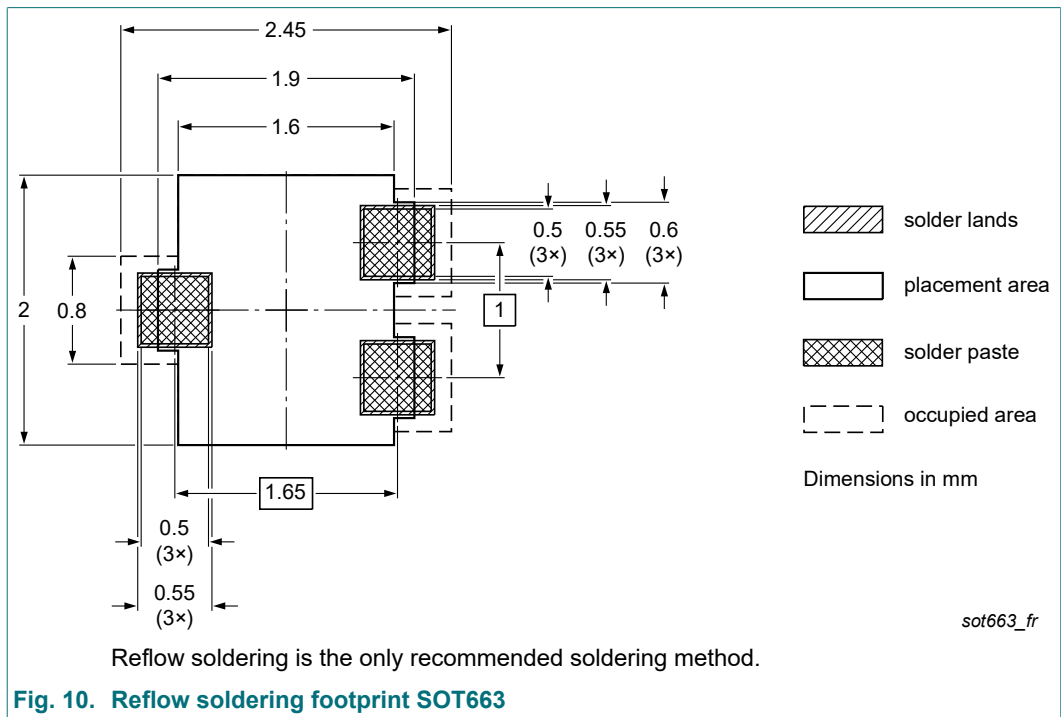 2.45
1.9
1.6
2
0.8
0.5
(3×)
0.55
(3×)
0.6
(3×)
1
1.65
0.5
(3×)
0.55
(3×)
solder lands
placement area
solder paste
occupied area
Dimensions in mm
sot663_fr
Reflow soldering is the only recommended soldering method.
Fig. 10. Reflow soldering footprint SOT663